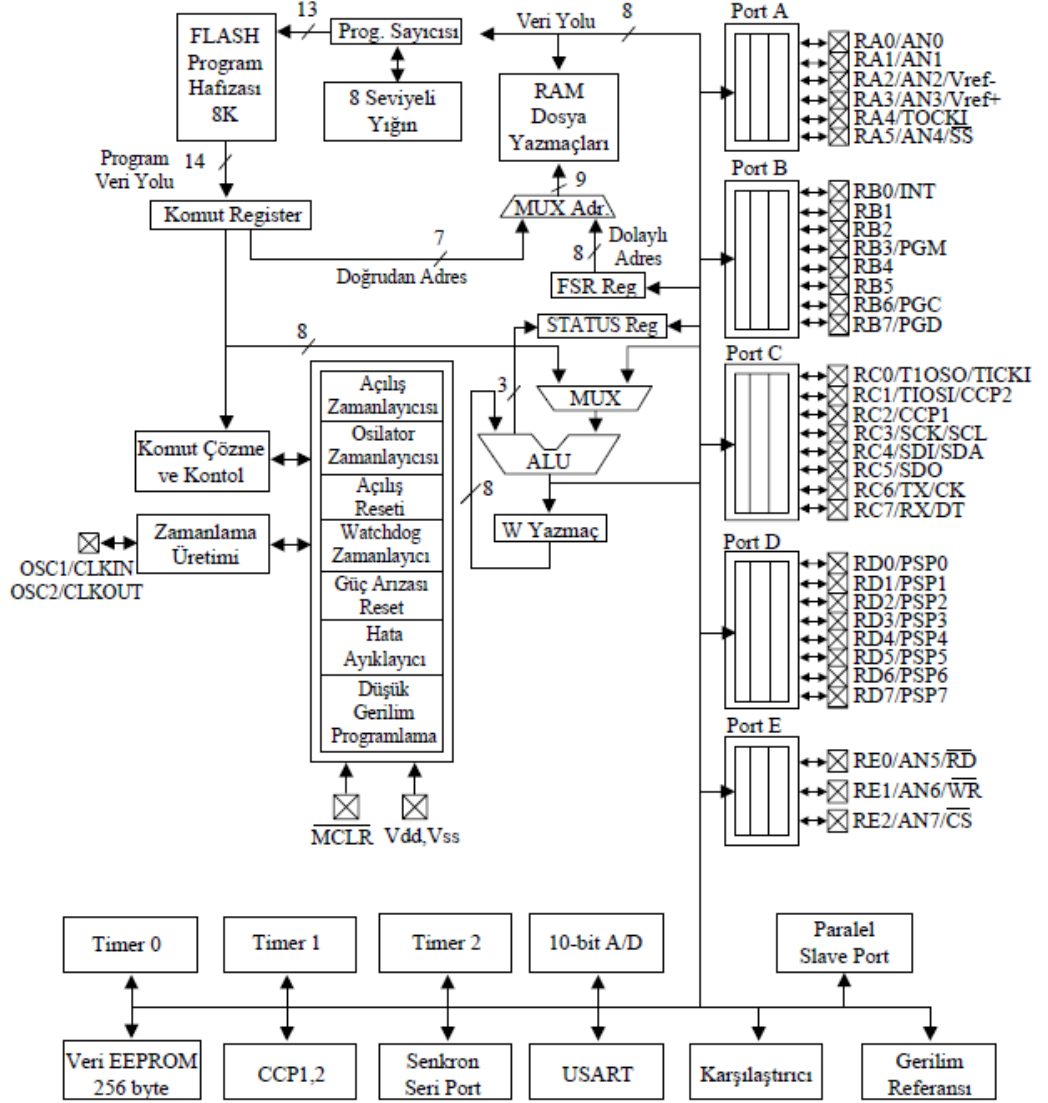 FLASH
Program
Hafızası
8K
13
Prog. Sayıcısı
8 Seviyeli
Yığın
Veri Yolu
8
RAM
Dosya
Yazmaçları
9
MUX Adr.
Program
Veri Yolu
14
Komut Register
7
Doğrudan Adres
8
Dolaylı
Adres
FSR Reg
STATUS Reg
8
3
MUX
ALU
8
W Yazmaç
Komut Çözme
ve Kontol
Zamanlama
Üretimi
OSC1/CLKIN
OSC2/CLKOUT
Açılış
Zamanlayıcısı
Osilator
Zamanlayıcısı
Açılış
Reseti
Watchdog
Zamanlayıcı
Güç Arızası
Reset
Hata
Ayıklayıcı
Düşük
Gerilim
Programlama
MCLR
Vdd,Vss
Port A
RA0/AN0
RA1/AN1
RA2/AN2/Vref-
RA3/AN3/Vref+
RA4/TOCKI
RA5/AN4/SS
Port B
RB0/INT
RB1
RB2
RB3/PGM
RB4
RB5
RB6/PGC
RB7/PGD
Port C
RC0/T1OSO/TICKI
RC1/TIOSI/CCP2
RC2/CCP1
RC3/SCK/SCL
RC4/SDI/SDA
RC5/SDO
RC6/TX/CK
RC7/RX/DT
Port D
RD0/PSP0
RD1/PSP1
RD2/PSP2
RD3/PSP3
RD4/PSP4
RD5/PSP5
RD6/PSP6
RD7/PSP7
Port E
RE0/AN5/RD
RE1/AN6/WR
RE2/AN7/CS
Timer 0
Timer 1
Timer 2
10-bit A/D
Paralel
Slave Port
Veri EEPROM
256 byte
CCP1,2
Senkron
Seri Port
USART
Karşılaştırıcı
Gerilim
Referansı